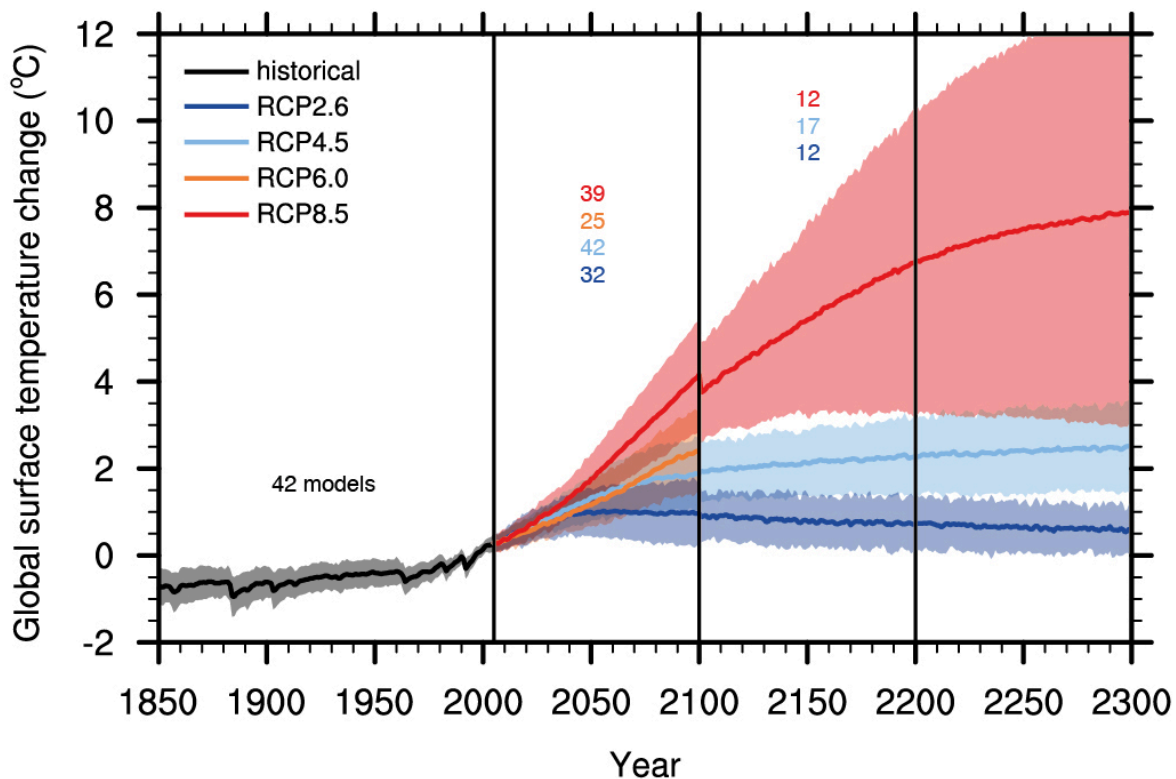 Global surface temperature change (°C)
12
10
8
6
4
2
0
-2
historical
RCP2.6
RCP4.5
RCP6.0
RCP8.5
42 models
39
25
42
32
12
17
12
1850 1900 1950 2000 2050 2100 2150 2200 2250 2300
Year